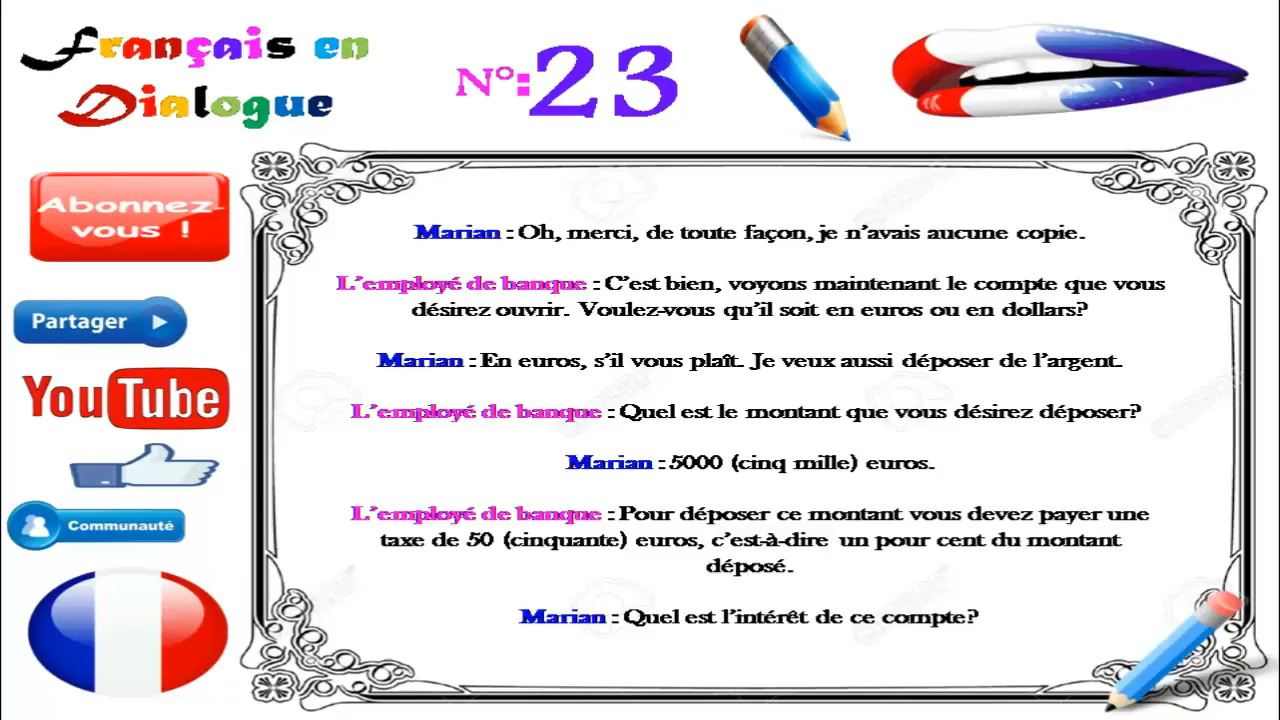 Français en
Dialogue
N°:23
Abonnez-
vous !
Partager
YouTube
Communauté
Marian : Oh, merci, de toute façon, je n'avais aucune copie.
L'employé de banque : C'est bien, voyons maintenant le compte que vous
désirez ouvrir. Voulez-vous qu'il soit en euros ou en dollars?
Marian : En euros, s'il vous plaît. Je veux aussi déposer de l'argent.
L'employé de banque : Quel est le montant que vous désirez déposer?
Marian : 5000 (cinq mille) euros.
L'employé de banque : Pour déposer ce montant vous devez payer une
taxe de 50 (cinquante) euros, c'est-à-dire un pour cent du montant
déposé.
Marian : Quel est l'intérêt de ce compte?